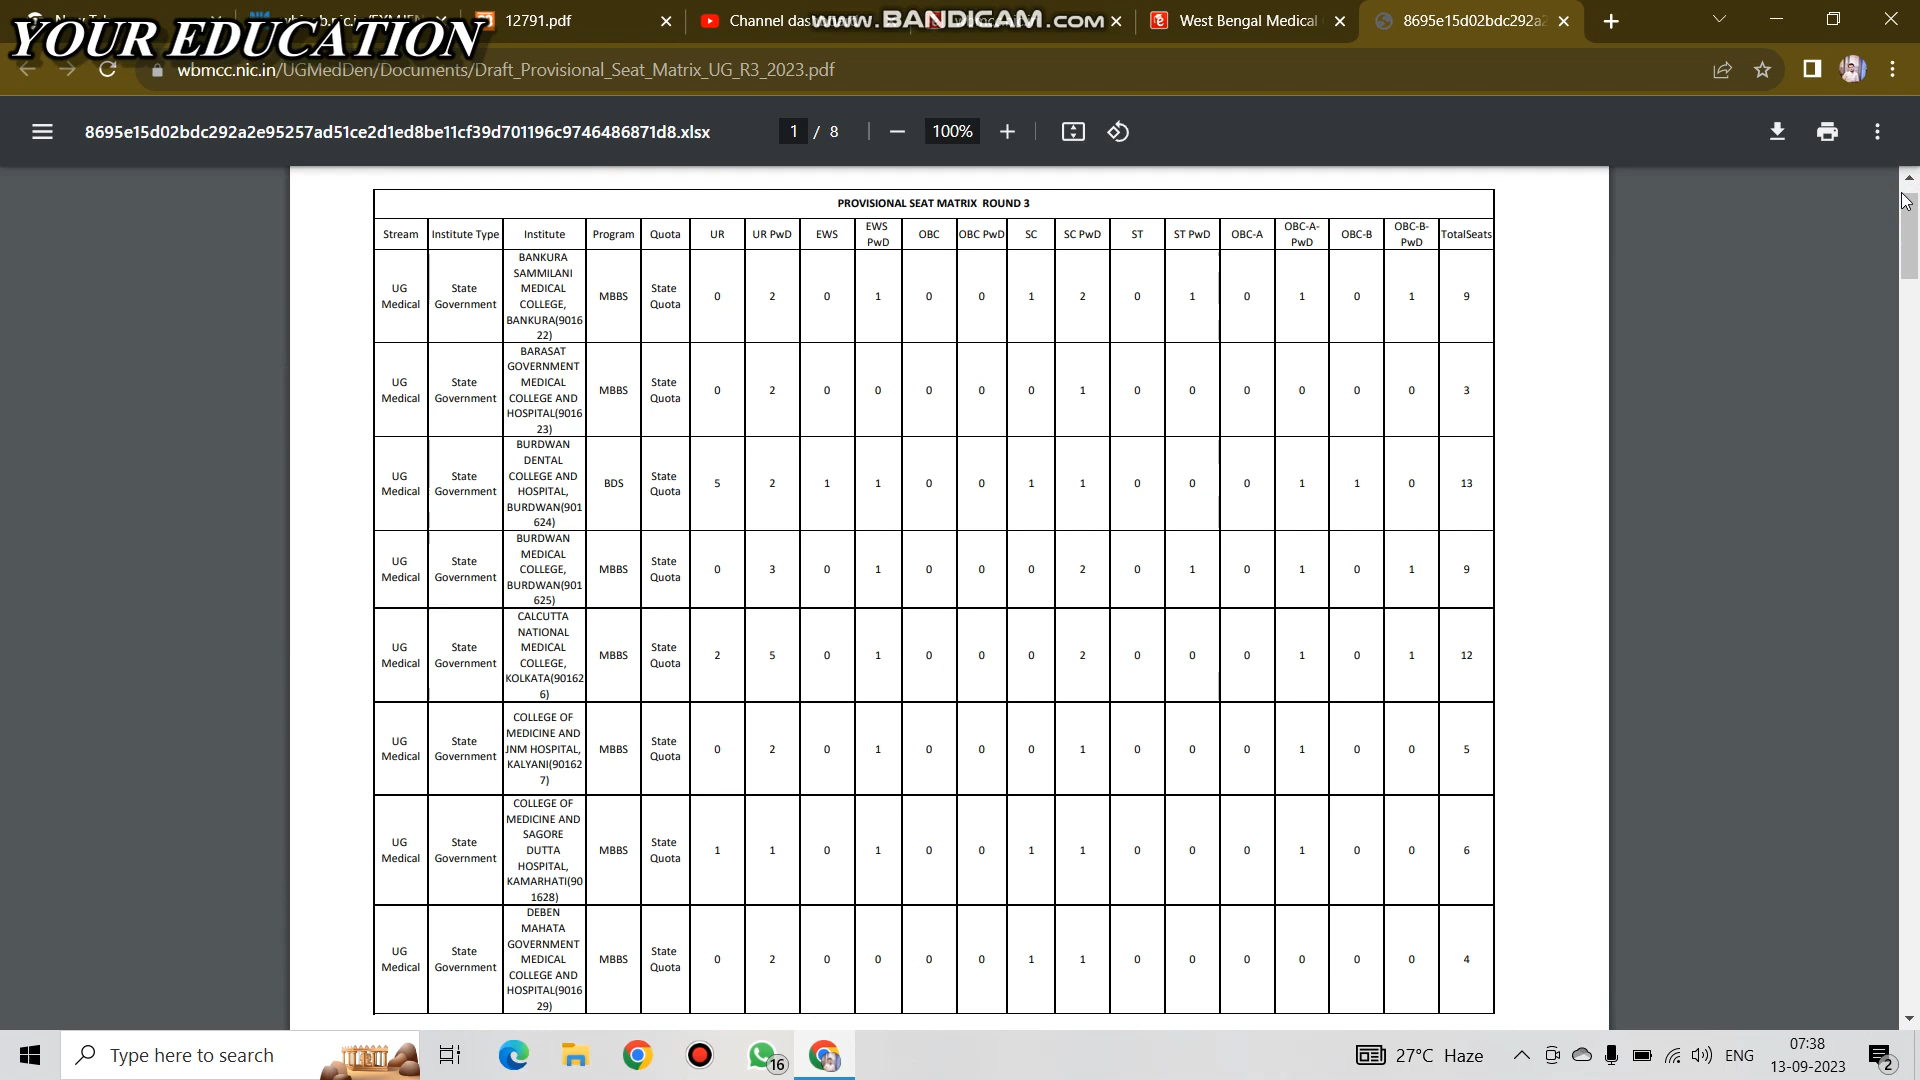 YOUR EDUCATION
12791.pdf
Channel das
www.BANDICAM.com
West Bengal Medical
8695e15d02bdc292a2
wbmcc.nic.in/UGMedDen/Documents/Draft_Provisional_Seat_Matrix_UG_R3_2023.pdf
8695e15d02bdc292a2e95257ad51ce2d1ed8be11cf39d701196c9746486871d8.xlsx
1 / 8
100%
PROVISIONAL SEAT MATRIX ROUND 3
Stream Institute Type Institute Program Quota UR UR PwD EWS EWS PwD OBC OBC PwD SC SC PwD ST ST PwD OBC-A OBC-A-PwD OBC-B OBC-B-PwD TotalSeats
UG Medical State Government BANKURA SAMMILANI MEDICAL COLLEGE, BANKURA(901622) MBBS State Quota 0 2 0 1 0 0 1 2 0 1 0 1 0 1 9
UG Medical State Government BARASAT GOVERNMENT MEDICAL COLLEGE AND HOSPITAL(901623) MBBS State Quota 0 2 0 0 0 0 0 1 0 0 0 0 0 0 3
UG Medical State Government BURDWAN DENTAL COLLEGE AND HOSPITAL, BURDWAN(901624) BDS State Quota 5 2 1 1 0 0 1 1 0 0 0 1 1 0 13
UG Medical State Government BURDWAN MEDICAL COLLEGE, BURDWAN(901625) MBBS State Quota 0 3 0 1 0 0 0 2 0 1 0 1 0 1 9
UG Medical State Government CALCUTTA NATIONAL MEDICAL COLLEGE, KOLKATA(901626) MBBS State Quota 2 5 0 1 0 0 0 2 0 0 0 1 0 1 12
UG Medical State Government COLLEGE OF MEDICINE AND JNM HOSPITAL, KALYANI(901627) MBBS State Quota 0 2 0 1 0 0 0 1 0 0 0 1 0 0 5
UG Medical State Government COLLEGE OF MEDICINE AND SAGORE DUTTA HOSPITAL, KAMARHATI(901628) MBBS State Quota 1 1 0 1 0 0 1 1 0 0 0 1 0 0 6
UG Medical State Government DEBEN MAHATA GOVERNMENT MEDICAL COLLEGE AND HOSPITAL(901629) MBBS State Quota 0 2 0 0 0 0 1 1 0 0 0 0 0 0 4
Type here to search
16
27°C Haze
ENG
07:38
13-09-2023
2